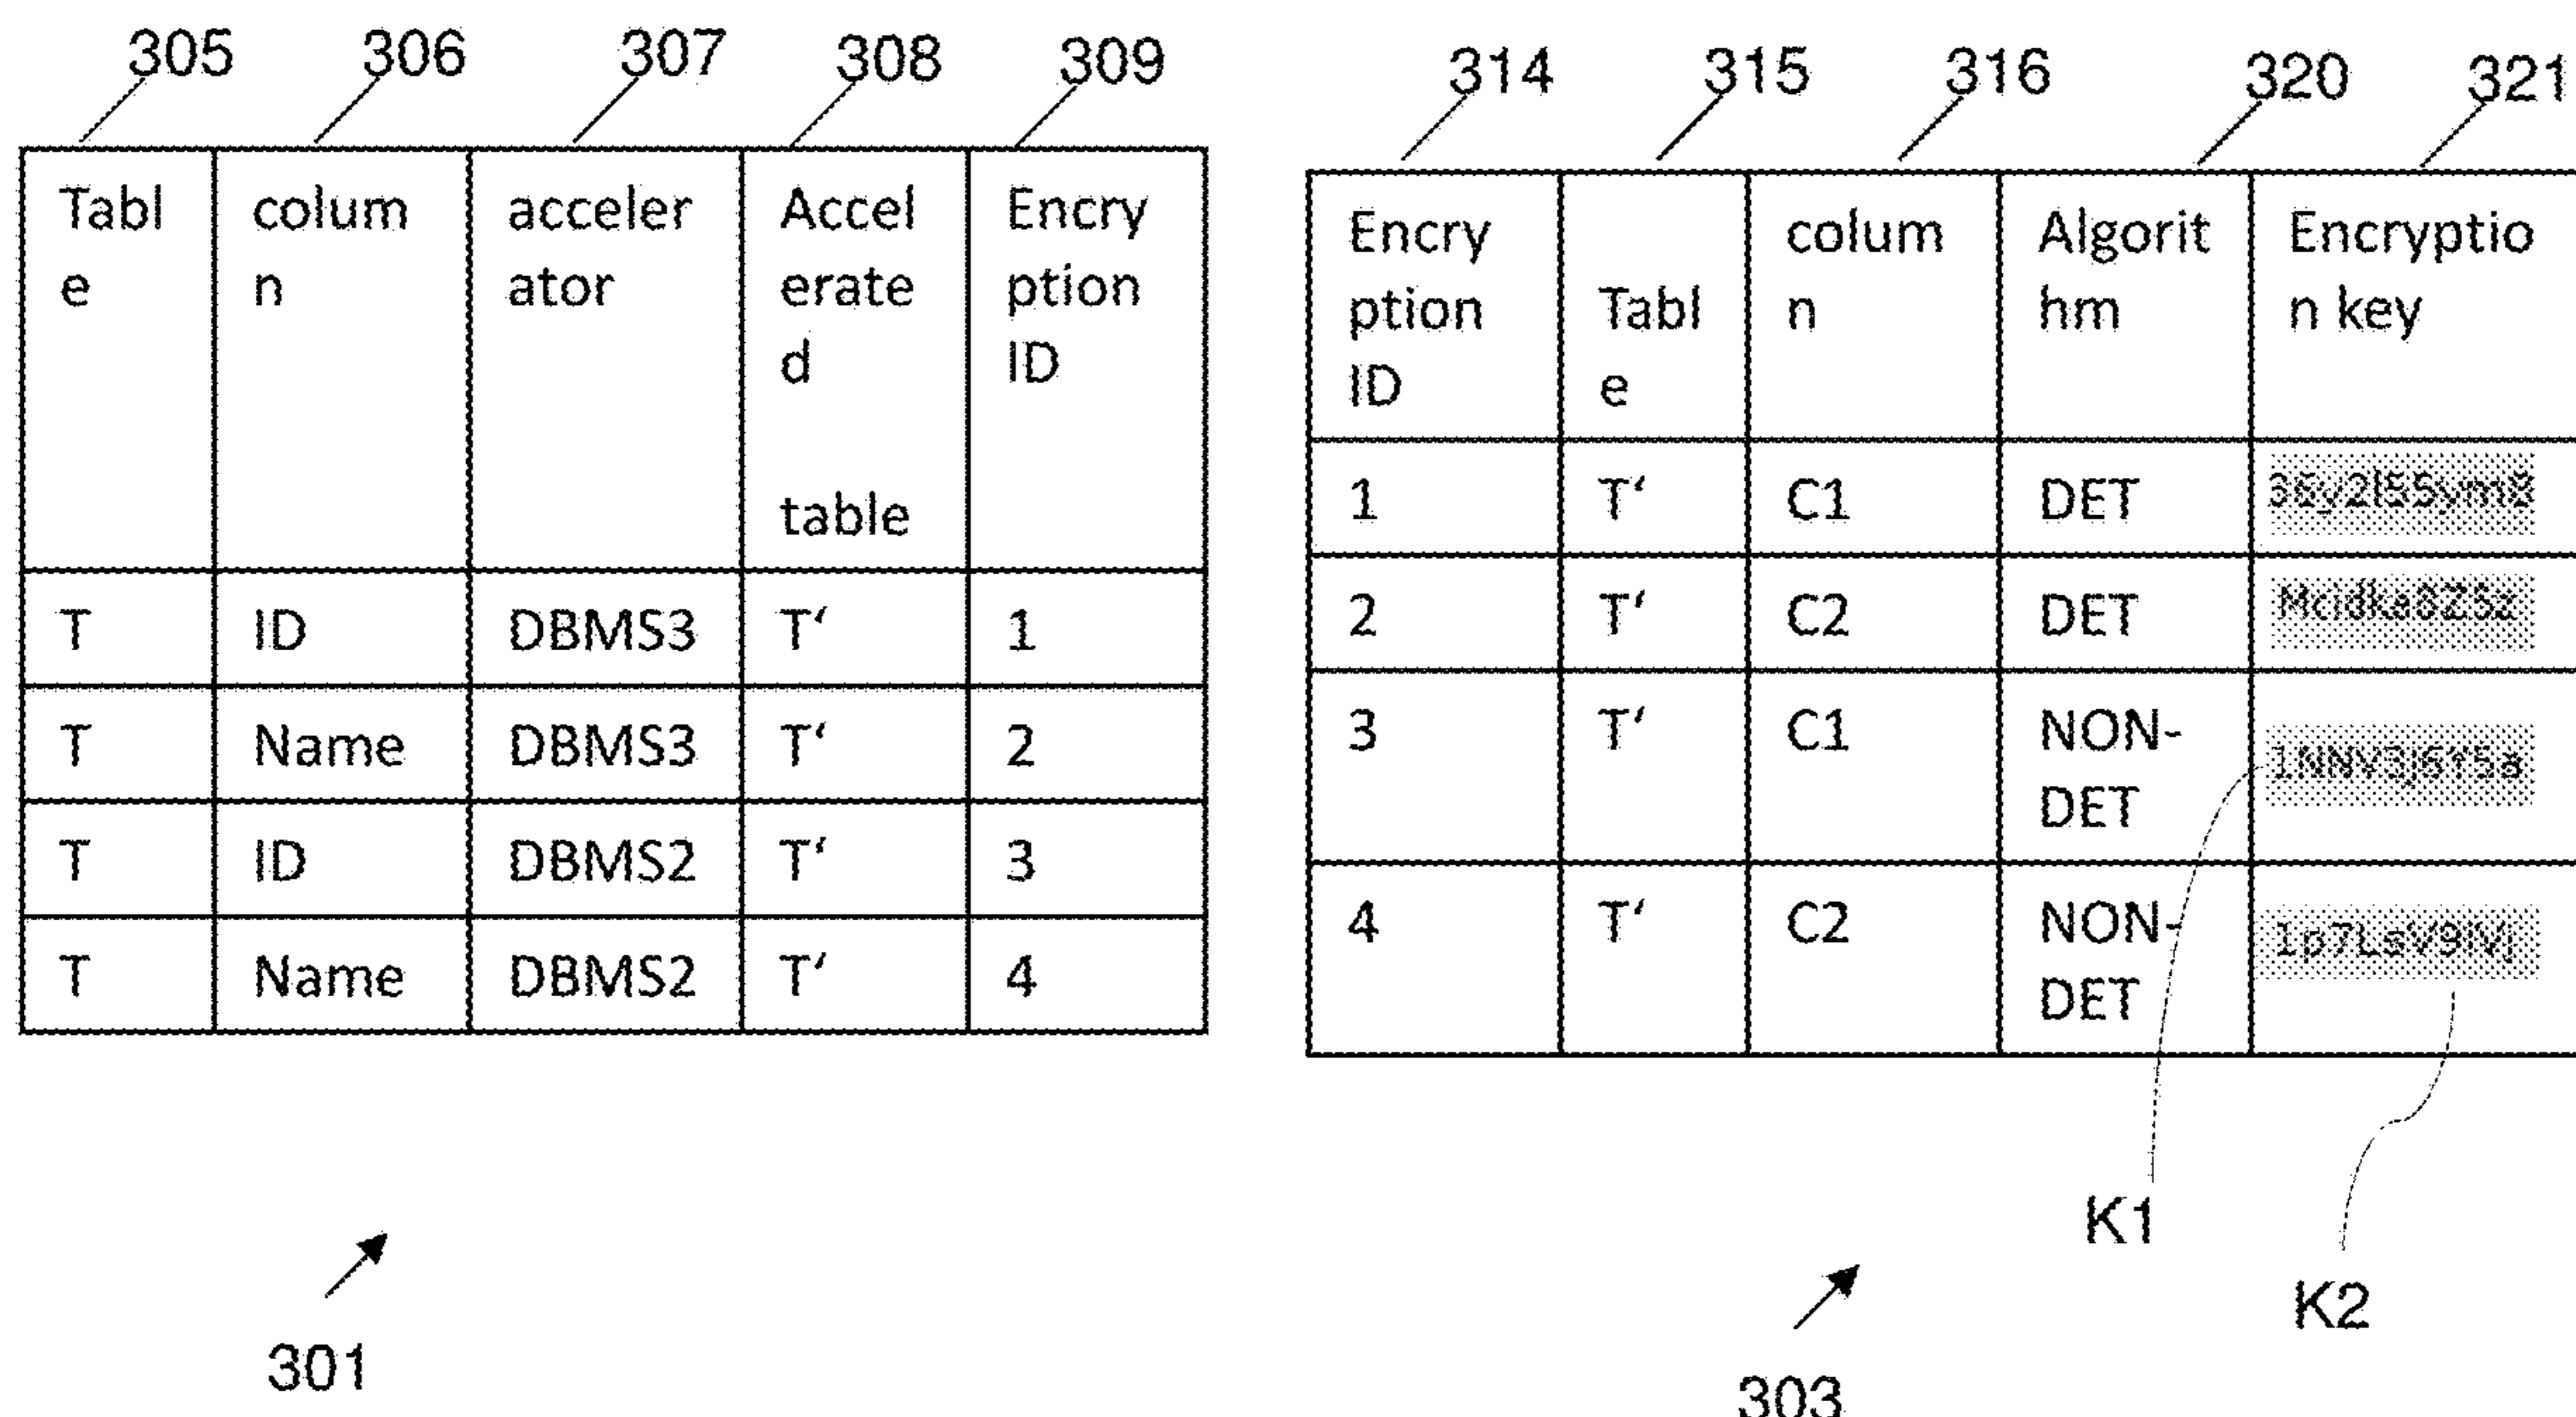 305 306 307 308 309
Tabl colum acceler Accel Encry
e n ator erate ption
d ID
table
T ID DBMS3 T‘ 1
T Name DBMS3 T‘ 2
T ID DBMS2 T‘ 3
T Name DBMS2 T‘ 4
301
314 315 316 320 321
Encry colum Algorit Encryptio
ption Tabl n hm n key
ID e
1 T‘ C1 DET
2 T‘ C2 DET
3 T‘ C1 NON-
DET
4 T‘ C2 NON-
DET
K1
K2
303